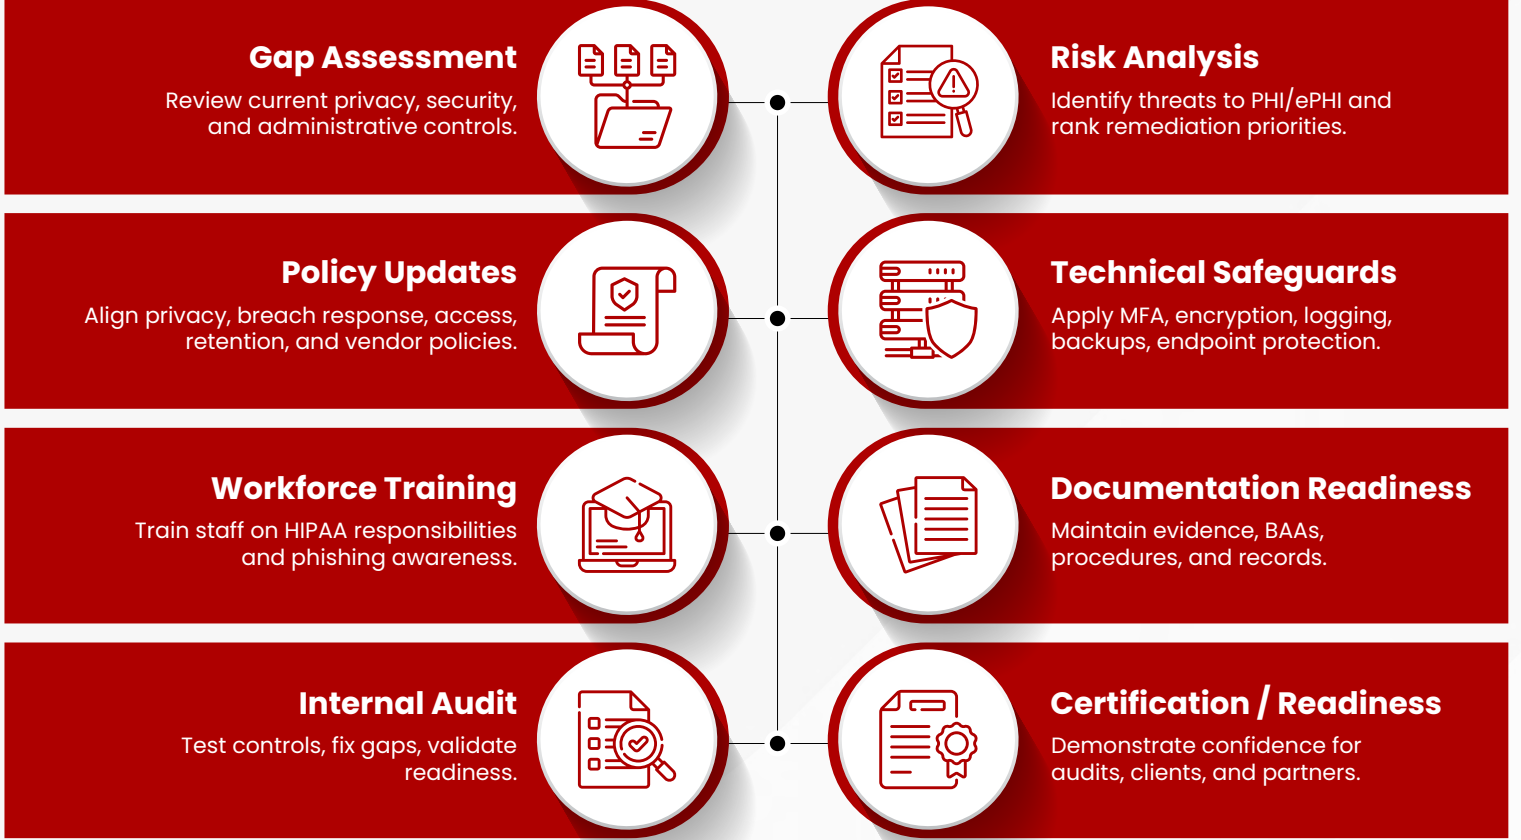 Gap Assessment
Review current privacy, security,
and administrative controls.
Risk Analysis
Identify threats to PHI/ePHI and
rank remediation priorities.
Policy Updates
Align privacy, breach response, access,
retention, and vendor policies.
Technical Safeguards
Apply MFA, encryption, logging,
backups, endpoint protection.
Workforce Training
Train staff on HIPAA responsibilities
and phishing awareness.
Documentation Readiness
Maintain evidence, BAAs,
procedures, and records.
Internal Audit
Test controls, fix gaps, validate
readiness.
Certification / Readiness
Demonstrate confidence for
audits, clients, and partners.